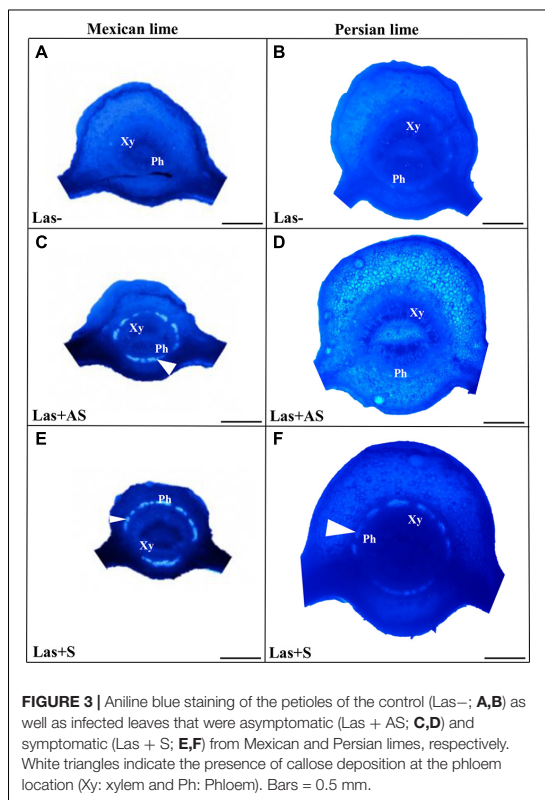 Mexican lime
Persian lime
A
Xy
Ph
Las-
B
Xy
Ph
Las-
C
Xy
Ph
Las+AS
D
Xy
Ph
Las+AS
E
Ph
Xy
Las+S
F
Xy
Ph
Las+S
FIGURE 3 | Aniline blue staining of the petioles of the control (Las−; A,B) as
well as infected leaves that were asymptomatic (Las + AS; C,D) and
symptomatic (Las + S; E,F) from Mexican and Persian limes, respectively.
White triangles indicate the presence of callose deposition at the phloem
location (Xy: xylem and Ph: Phloem). Bars = 0.5 mm.